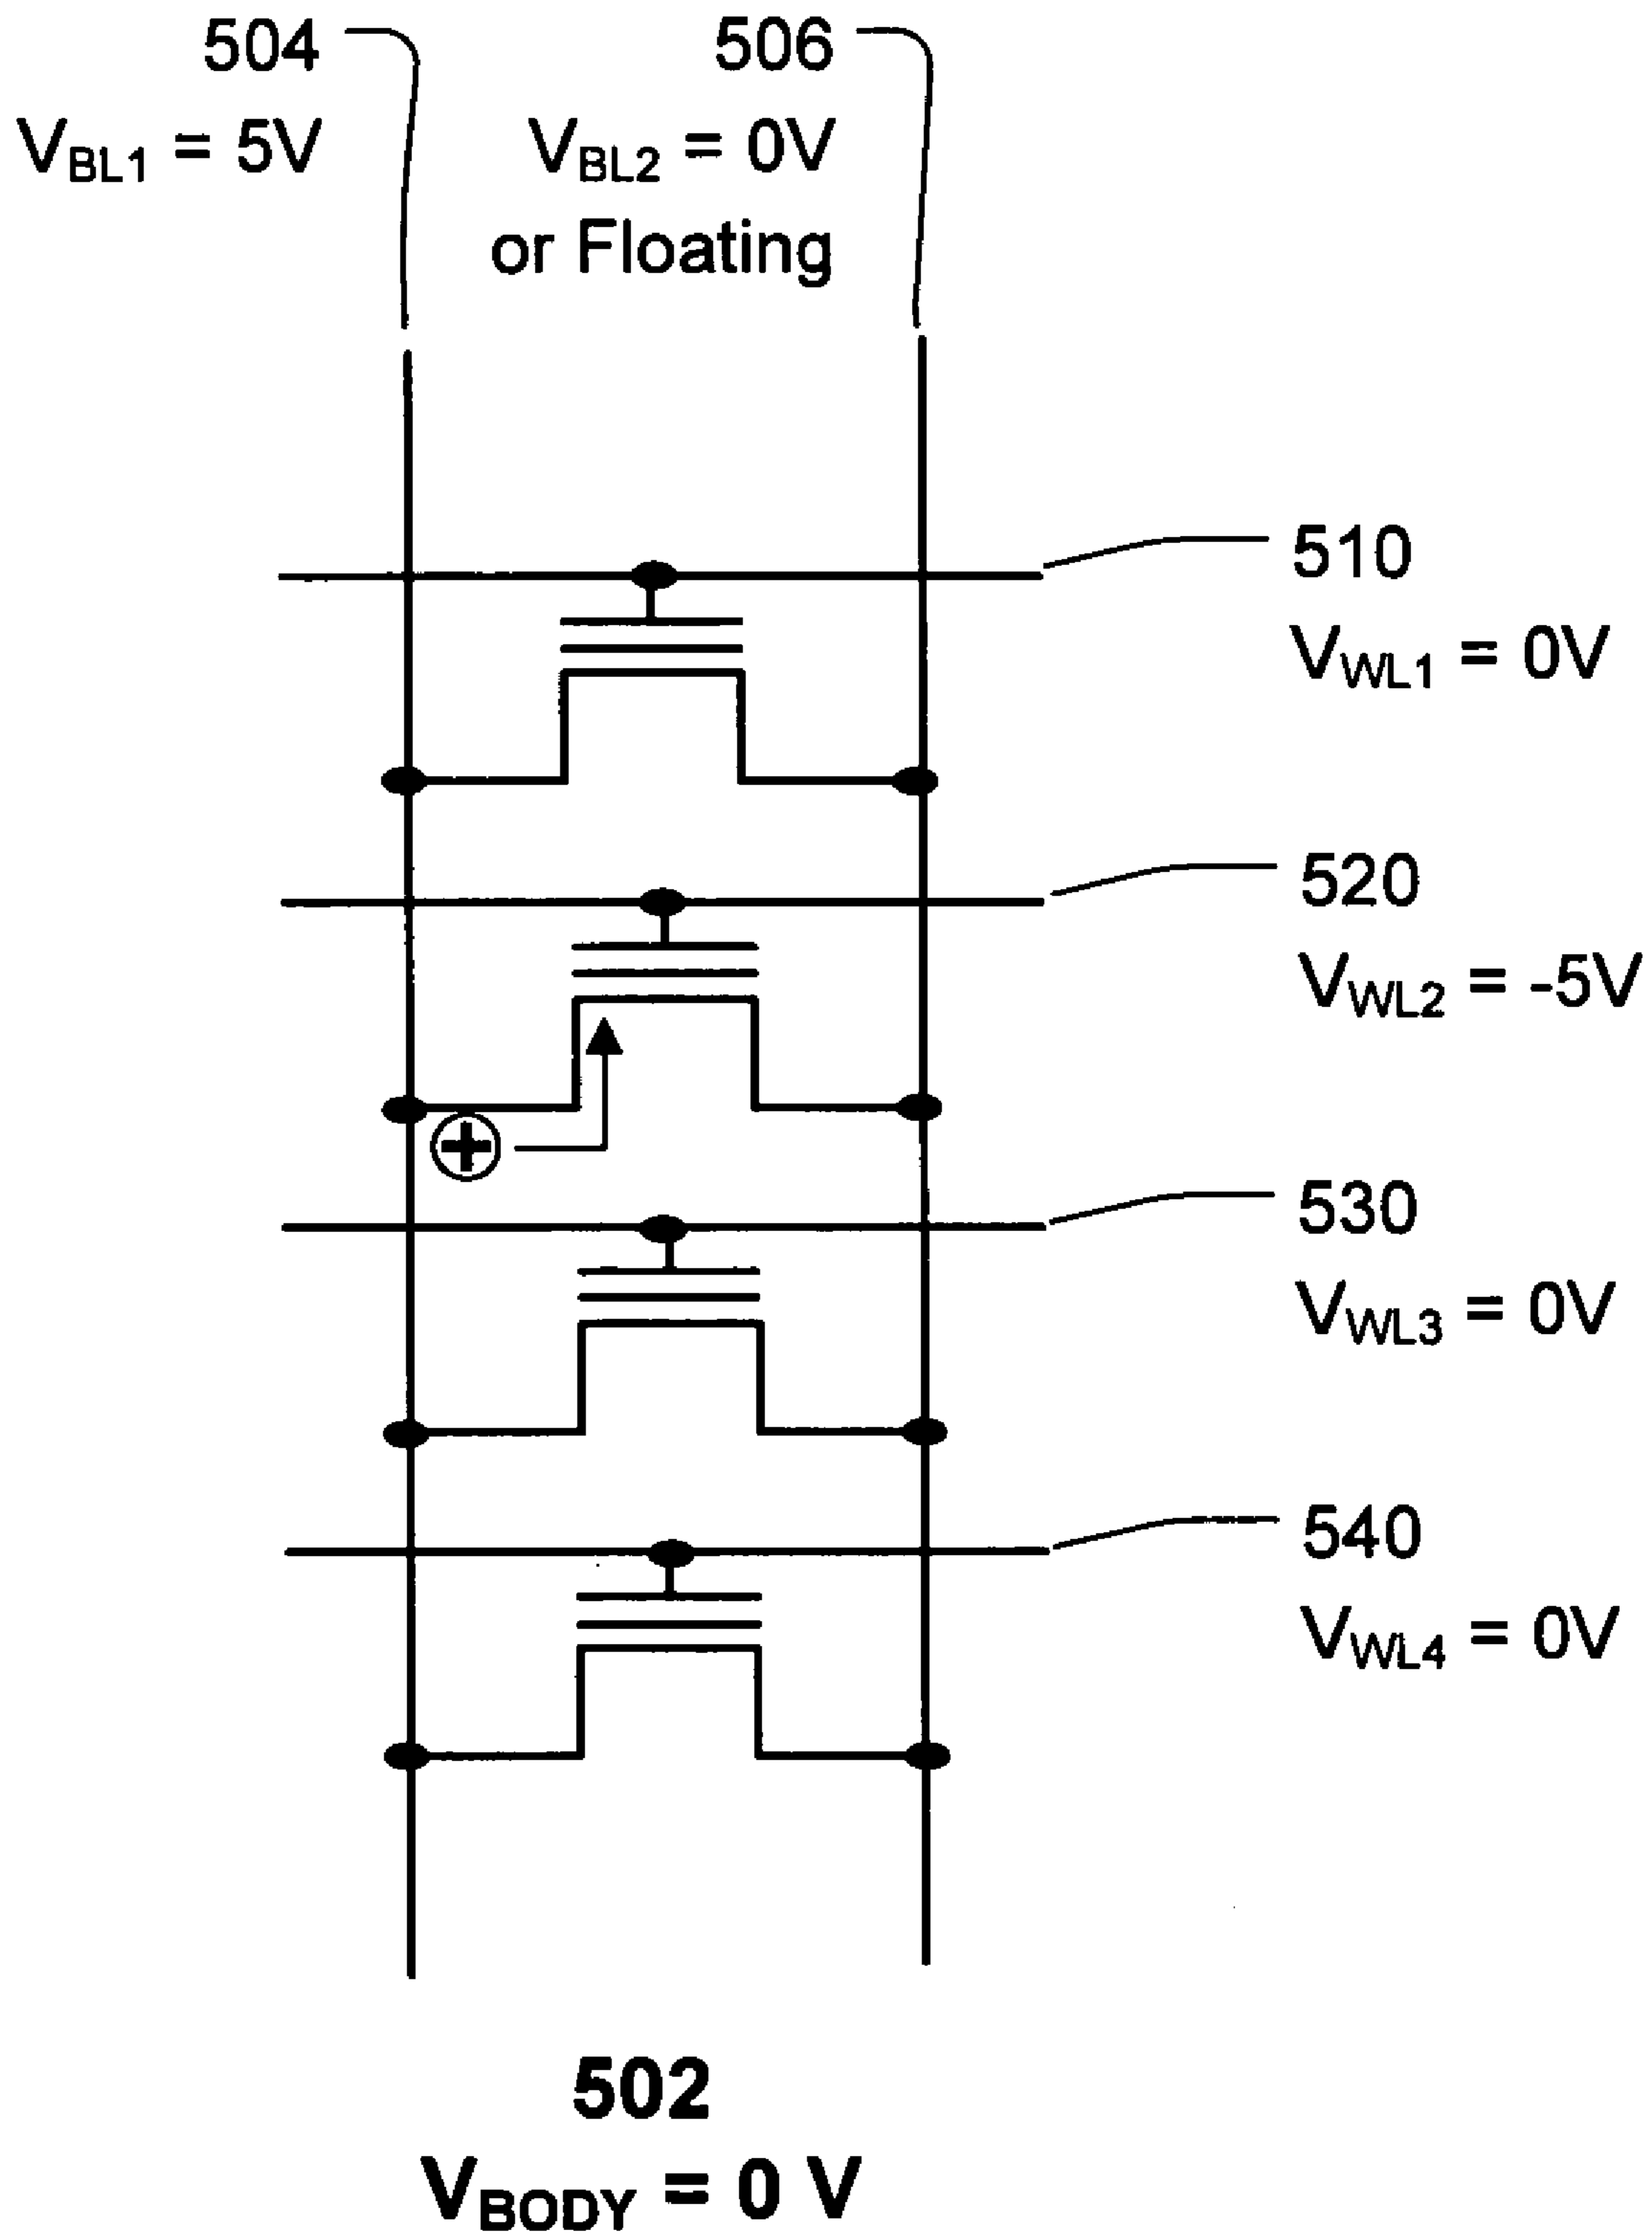 504
V_BL1 = 5V
506
V_BL2 = 0V
or Floating
510
V_WL1 = 0V
520
V_WL2 = -5V
530
V_WL3 = 0V
540
V_WL4 = 0V
502
V_BODY = 0 V